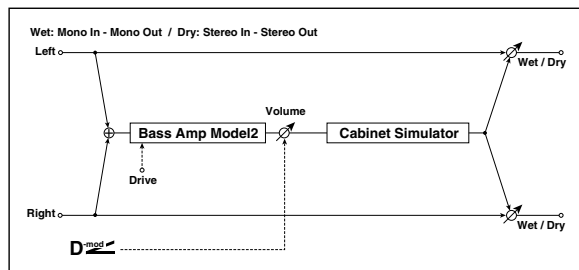 Wet: Mono In - Mono Out / Dry: Stereo In - Stereo Out
Left
Wet / Dry
Volume
Bass Amp Model2
Cabinet Simulator
Drive
Right
Wet / Dry
D-mod